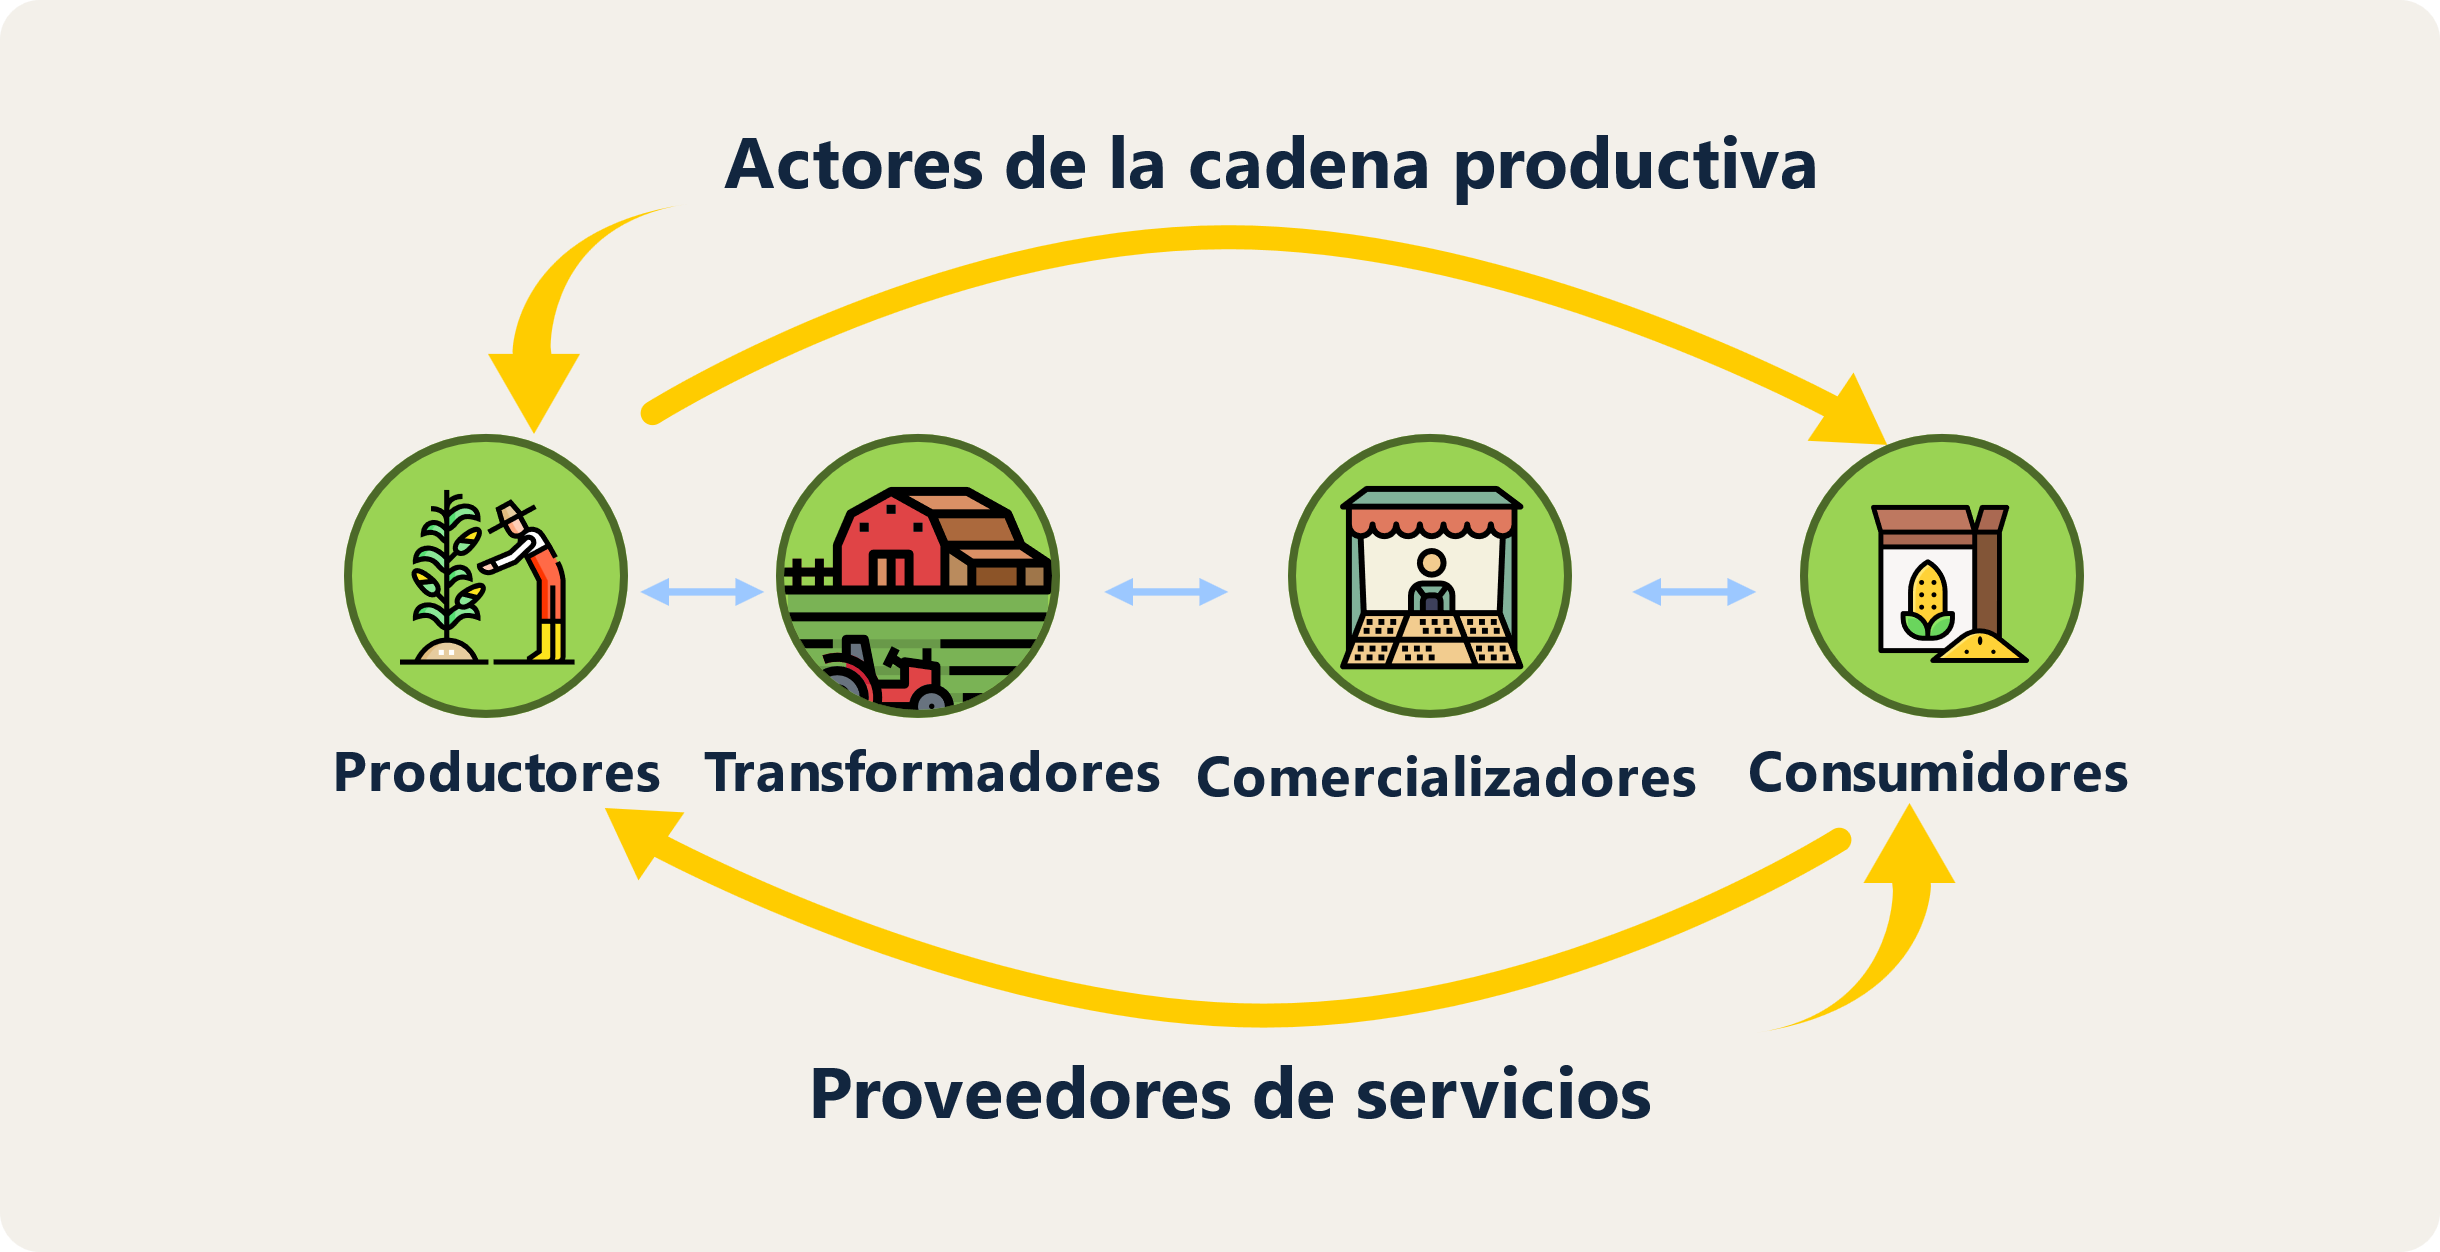 Actores de la cadena productiva
Productores
Transformadores
Comercializadores
Consumidores
Proveedores de servicios